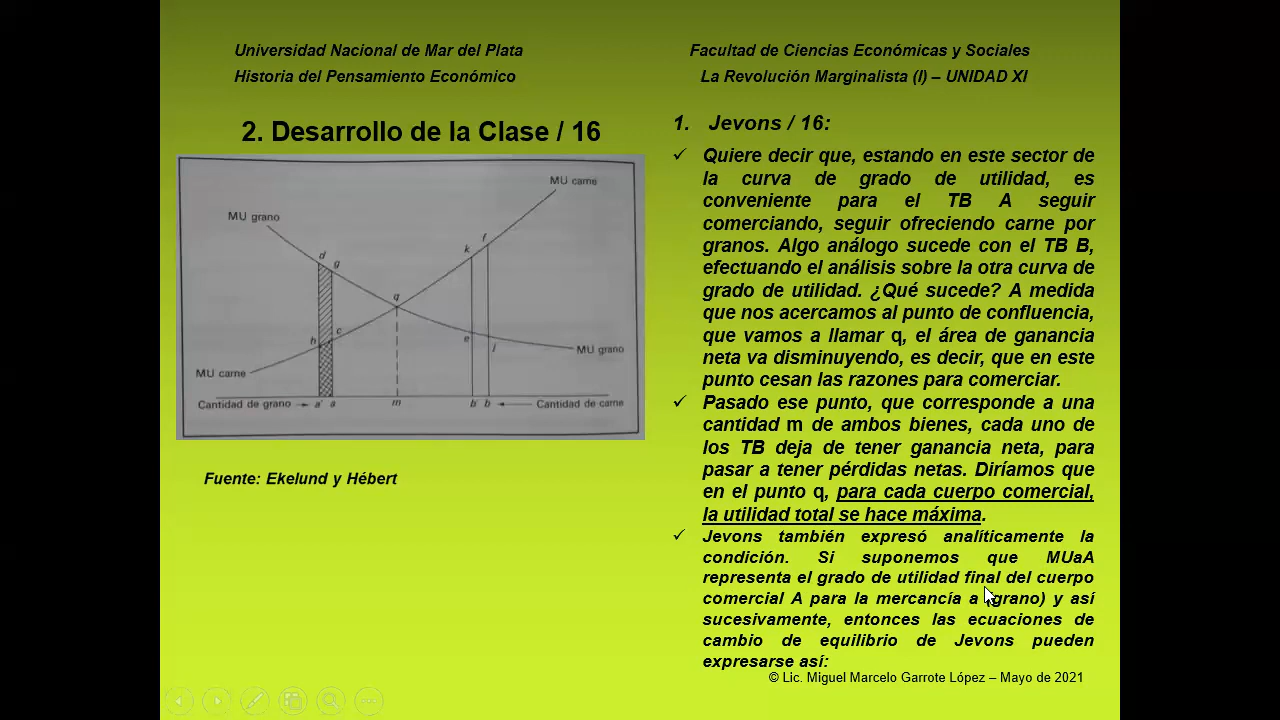 Universidad Nacional de Mar del Plata
Historia del Pensamiento Económico
Facultad de Ciencias Económicas y Sociales
La Revolución Marginalista (I) – UNIDAD XI
2. Desarrollo de la Clase / 16
MU carne
MU grano
d
g
k
f
q
h
c
e
j
MU grano
MU carne
Cantidad de grano → a' a
m
b' b ← Cantidad de carne
Fuente: Ekelund y Hébert
1. Jevons / 16:
✓ Quiere decir que, estando en este sector de
la curva de grado de utilidad, es
conveniente para el TB A seguir
comerciando, seguir ofreciendo carne por
granos. Algo análogo sucede con el TB B,
efectuando el análisis sobre la otra curva de
grado de utilidad. ¿Qué sucede? A medida
que nos acercamos al punto de confluencia,
que vamos a llamar q, el área de ganancia
neta va disminuyendo, es decir, que en este
punto cesan las razones para comerciar.
✓ Pasado ese punto, que corresponde a una
cantidad m de ambos bienes, cada uno de
los TB deja de tener ganancia neta, para
pasar a tener pérdidas netas. Diríamos que
en el punto q, para cada cuerpo comercial,
la utilidad total se hace máxima.
✓ Jevons también expresó analíticamente la
condición. Si suponemos que MUaA
representa el grado de utilidad final del cuerpo
comercial A para la mercancía a (grano) y así
sucesivamente, entonces las ecuaciones de
cambio de equilibrio de Jevons pueden
expresarse así:
© Lic. Miguel Marcelo Garrote López – Mayo de 2021